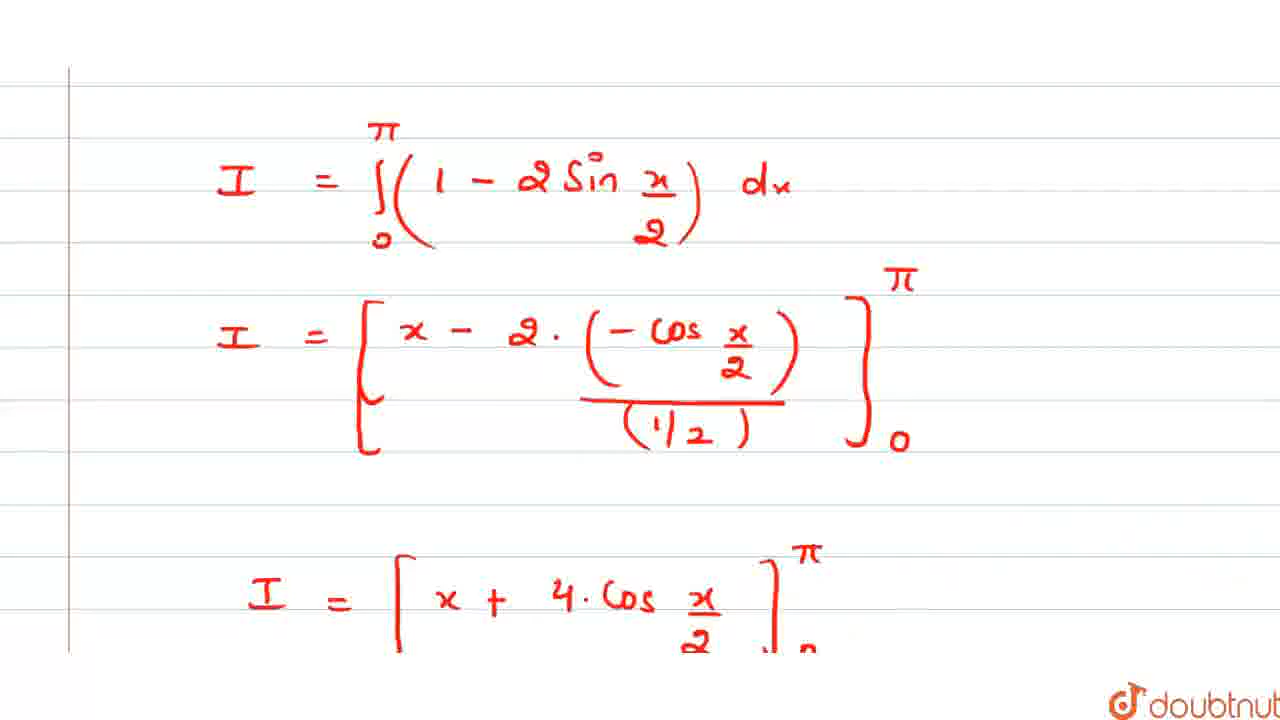 I = ∫₀^π (1 - 2 Sin x/2) dx
I = [x - 2 · (- Cos x/2)/(1/2)]₀^π
I = [x + 4 · Cos x/2]₀^π
doubtnut